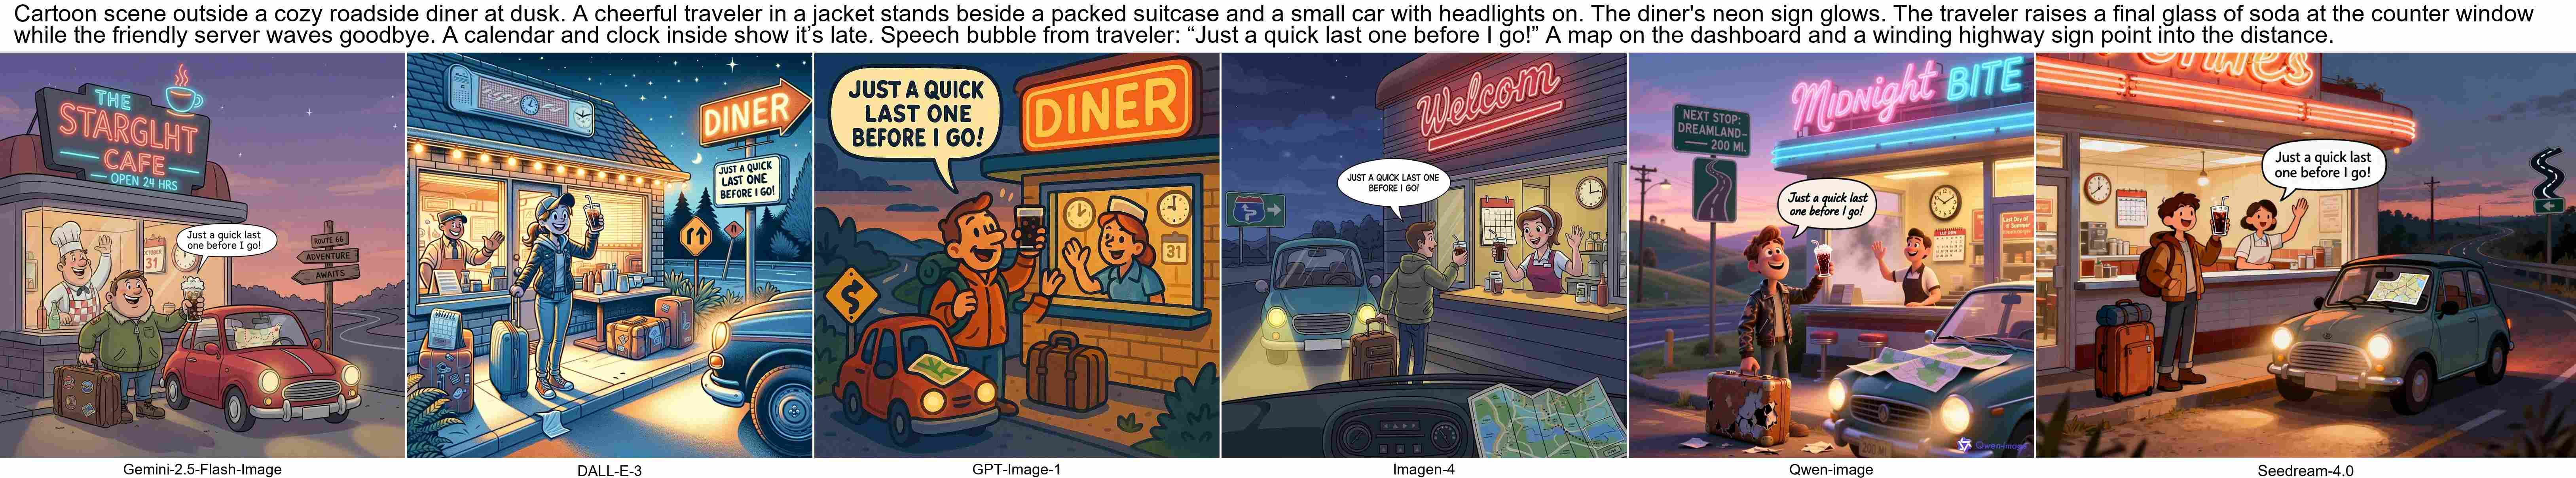 Cartoon scene outside a cozy roadside diner at dusk. A cheerful traveler in a jacket stands beside a packed suitcase and a small car with headlights on. The diner's neon sign glows. The traveler raises a final glass of soda at the counter window
while the friendly server waves goodbye. A calendar and clock inside show it’s late. Speech bubble from traveler: “Just a quick last one before I go!” A map on the dashboard and a winding highway sign point into the distance.
THE
STARGLHT
CAFE
OPEN 24 HRS
Just a quick last
one before I go!
OCTOBER
31
ROUTE 66
ADVENTURE
AWAITS
DINER
JUST A QUICK
LAST ONE
BEFORE I GO!
JUST A QUICK
LAST ONE
BEFORE I GO!
DINER
31
Welcom
JUST A QUICK LAST ONE
BEFORE I GO!
MIDNIGHT BITE
NEXT STOP:
DREAMLAND-
200 MI.
Just a quick last
one before I go!
Last Day of
Summer
200 MI
Qwen-Image
Just a quick last
one before I go!
Gemini-2.5-Flash-Image
DALL-E-3
GPT-Image-1
Imagen-4
Qwen-image
Seedream-4.0